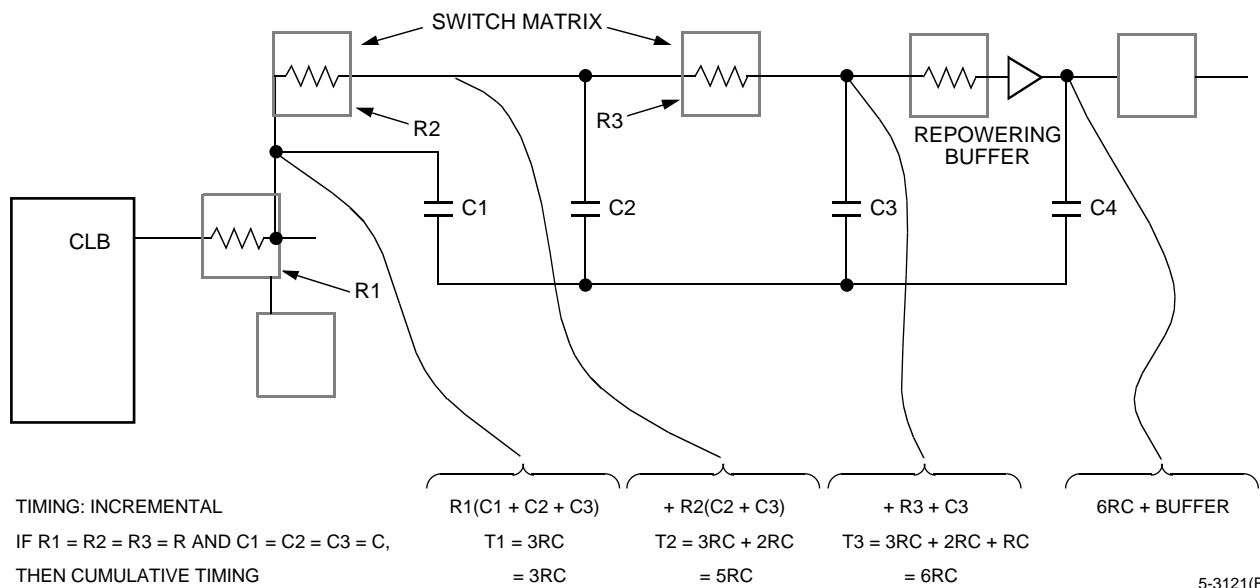 SWITCH MATRIX
R2
R3
REPOWERING
BUFFER
C1
C2
C3
C4
CLB
R1
TIMING: INCREMENTAL
R1(C1 + C2 + C3)
+ R2(C2 + C3)
+ R3 + C3
6RC + BUFFER
IF R1 = R2 = R3 = R AND C1 = C2 = C3 = C,
T1 = 3RC
T2 = 3RC + 2RC
T3 = 3RC + 2RC + RC
THEN CUMULATIVE TIMING
= 3RC
= 5RC
= 6RC
5-3121(F